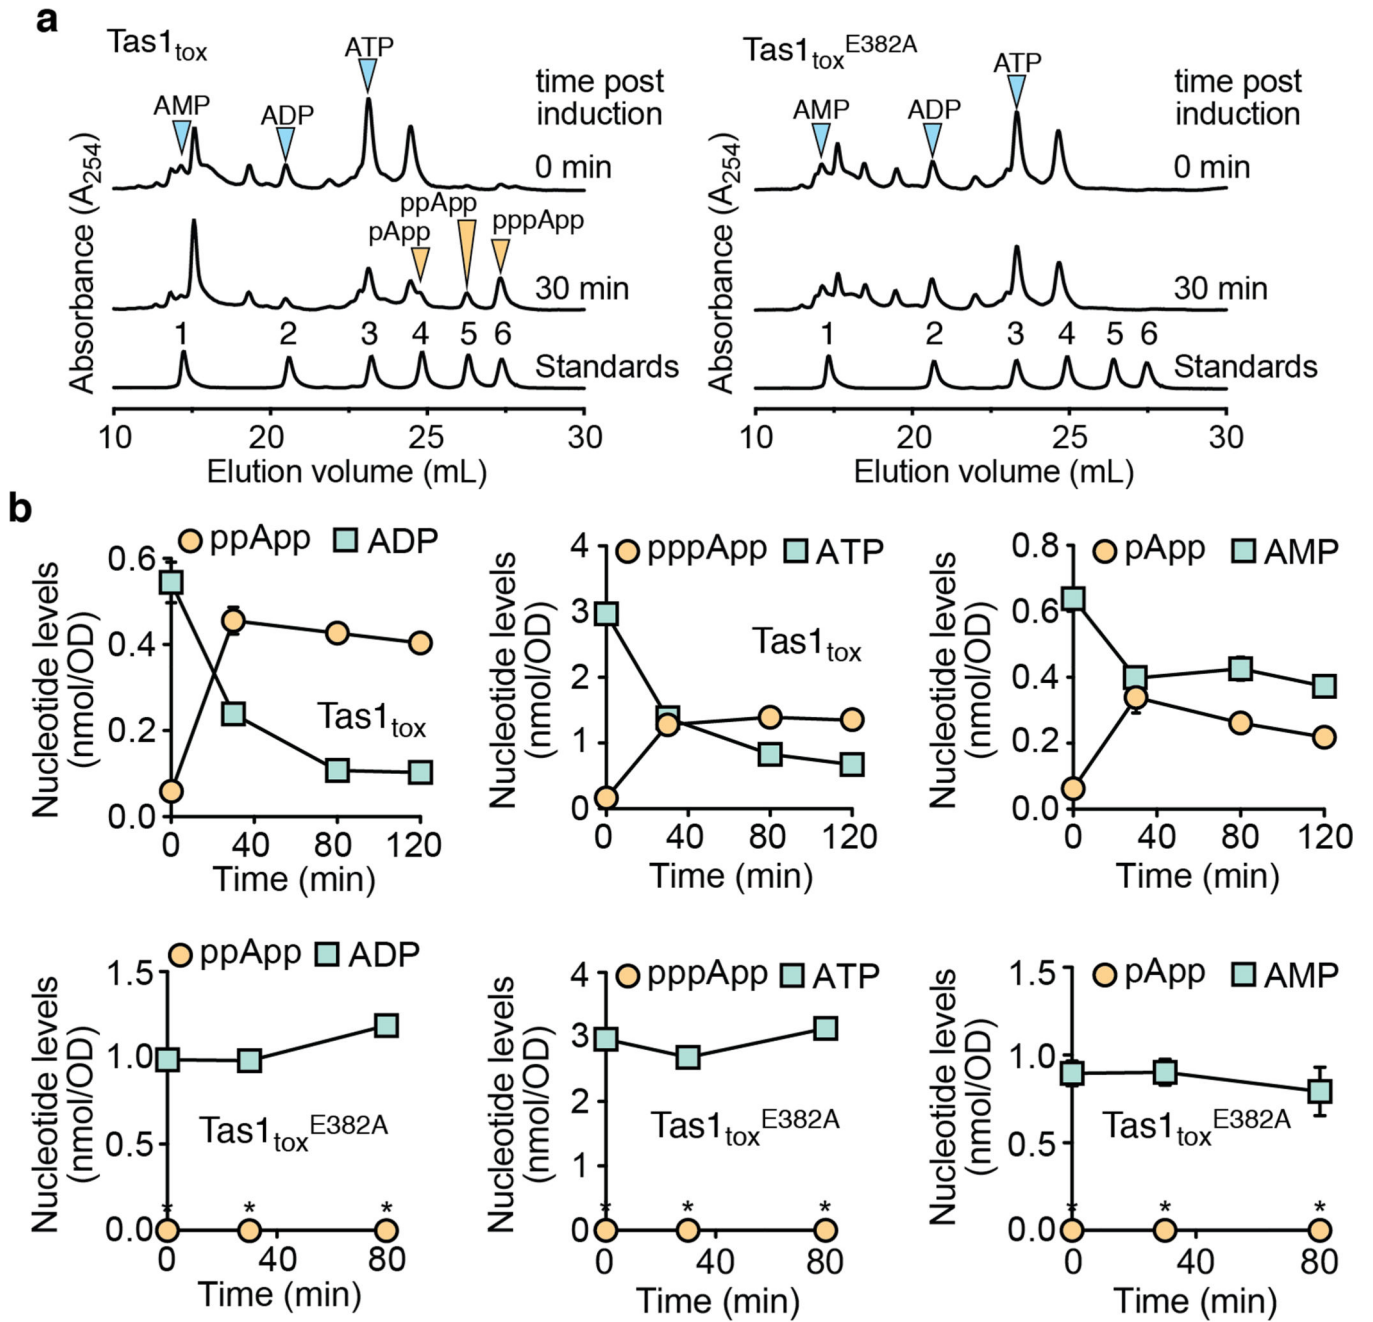 a
Tas1tox
AMP
ADP
ATP
time post
induction
0 min
pApp
ppApp
pppApp
30 min
1 2 3 4 5 6
Standards
Absorbance (A254)
10 20 25 30
Elution volume (mL)
Tas1toxE382A
AMP
ADP
ATP
time post
induction
0 min
30 min
1 2 3 4 5 6
Standards
Absorbance (A254)
10 20 25 30
Elution volume (mL)
b
ppApp ADP
Nucleotide levels
(nmol/OD)
0.6
0.4
0.2
0.0
Tas1tox
0 40 80 120
Time (min)
pppApp ATP
Nucleotide levels
(nmol/OD)
4
3
2
1
0
Tas1tox
0 40 80 120
Time (min)
pApp AMP
Nucleotide levels
(nmol/OD)
0.8
0.6
0.4
0.2
0.0
0 40 80 120
Time (min)
ppApp ADP
Nucleotide levels
(nmol/OD)
1.5
1.0
0.5
0.0
Tas1toxE382A
* * *
0 40 80
Time (min)
pppApp ATP
Nucleotide levels
(nmol/OD)
4
3
2
1
0
Tas1toxE382A
* * *
0 40 80
Time (min)
pApp AMP
Nucleotide levels
(nmol/OD)
1.5
1.0
0.5
0.0
Tas1toxE382A
* * *
0 40 80
Time (min)